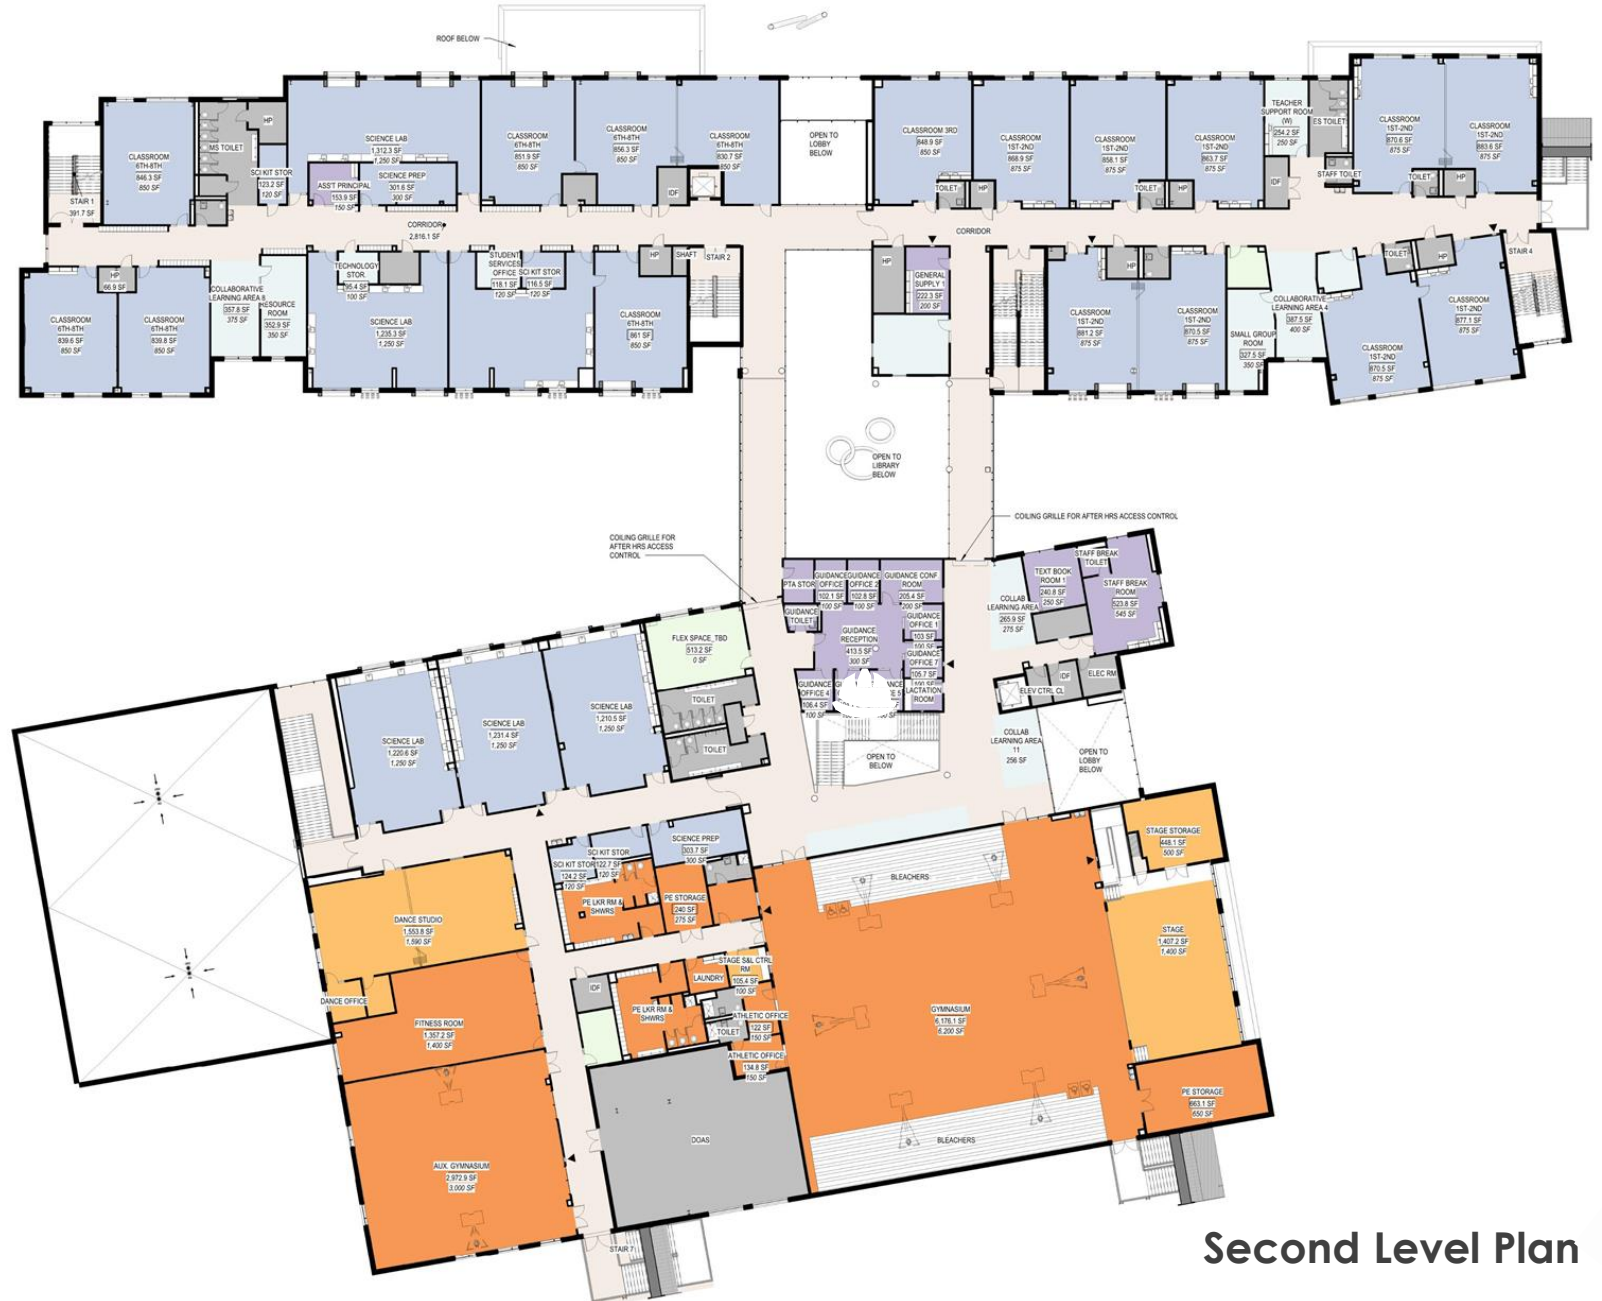 ROOF BELOW
CLASSROOM
6TH-8TH
846.3 SF
850 SF
MS TOILET
HP
SCI KIT STOR
123.2 SF
120 SF
SCIENCE LAB
1,312.3 SF
1,250 SF
ASS'T PRINCIPAL
153.9 SF
150 SF
SCIENCE PREP
301.6 SF
300 SF
CLASSROOM
6TH-8TH
851.9 SF
850 SF
CLASSROOM
6TH-8TH
856.3 SF
850 SF
CLASSROOM
6TH-8TH
830.7 SF
850 SF
IDF
OPEN TO
LOBBY
BELOW
CLASSROOM 3RD
848.9 SF
850 SF
TOILET
HP
CLASSROOM
1ST-2ND
868.9 SF
875 SF
CLASSROOM
1ST-2ND
858.1 SF
875 SF
TOILET
HP
CLASSROOM
1ST-2ND
863.7 SF
875 SF
TEACHER
SUPPORT ROOM
(W)
254.2 SF
250 SF
IDF
ES TOILET
STAFF TOILET
CLASSROOM
1ST-2ND
870.6 SF
875 SF
TOILET
HP
CLASSROOM
1ST-2ND
883.6 SF
875 SF
STAIR 1
391.7 SF
CORRIDOR
2,816.1 SF
CORRIDOR
STAIR 2
STAIR 4
CLASSROOM
6TH-8TH
839.6 SF
850 SF
HP
66.9 SF
CLASSROOM
6TH-8TH
839.8 SF
850 SF
COLLABORATIVE
LEARNING AREA 8
357.8 SF
375 SF
RESOURCE
ROOM
352.9 SF
350 SF
TECHNOLOGY
STOR.
95.4 SF
100 SF
SCIENCE LAB
1,235.3 SF
1,250 SF
STUDENT
SERVICES
OFFICE
118.1 SF
120 SF
SCI KIT STOR
116.5 SF
120 SF
CLASSROOM
6TH-8TH
861 SF
850 SF
HP
SHAFT
HP
GENERAL
SUPPLY 1
222.3 SF
200 SF
CLASSROOM
1ST-2ND
881.2 SF
875 SF
HP
CLASSROOM
1ST-2ND
870.5 SF
875 SF
SMALL GROUP
ROOM
327.5 SF
350 SF
COLLABORATIVE
LEARNING AREA 4
387.5 SF
400 SF
TOILET
HP
CLASSROOM
1ST-2ND
870.5 SF
875 SF
CLASSROOM
1ST-2ND
877.1 SF
875 SF
OPEN TO
LIBRARY
BELOW
COILING GRILLE FOR AFTER HRS ACCESS CONTROL
COILING GRILLE FOR
AFTER HRS ACCESS
CONTROL
PTA STOR
GUIDANCE
OFFICE
102.1 SF
100 SF
GUIDANCE
OFFICE 2
102.8 SF
100 SF
GUIDANCE CONF
ROOM
205.4 SF
200 SF
GUIDANCE
TOILET
GUIDANCE
RECEPTION
413.5 SF
300 SF
GUIDANCE
OFFICE 1
103 SF
100 SF
GUIDANCE
OFFICE 7
105.7 SF
100 SF
GUIDANCE
OFFICE 4
106.4 SF
100 SF
LACTATION
ROOM
OPEN TO
BELOW
COLLAB
LEARNING AREA
265.9 SF
275 SF
TEXT BOOK
ROOM 1
240.8 SF
250 SF
STAFF BREAK
TOILET
STAFF BREAK
ROOM
523.8 SF
545 SF
ELEV CTRL CL
IDF
ELEC RM
COLLAB
LEARNING AREA
11
256 SF
OPEN TO
LOBBY
BELOW
FLEX SPACE_TBD
513.2 SF
0 SF
TOILET
TOILET
SCIENCE LAB
1,220.6 SF
1,250 SF
SCIENCE LAB
1,231.4 SF
1,250 SF
SCIENCE LAB
1,210.5 SF
1,250 SF
SCI KIT STOR
124.2 SF
120 SF
SCI KIT STOR
122.7 SF
120 SF
SCIENCE PREP
303.7 SF
300 SF
PE LKR RM &
SHWRS
PE STORAGE
240 SF
275 SF
DANCE STUDIO
1,553.8 SF
1,590 SF
DANCE OFFICE
FITNESS ROOM
1,357.2 SF
1,400 SF
AUX. GYMNASIUM
2,972.9 SF
3,000 SF
IDF
PE LKR RM &
SHWRS
LAUNDRY
STAGE S&L CTRL
RM
105.4 SF
100 SF
TOILET
ATHLETIC OFFICE
122 SF
150 SF
ATHLETIC OFFICE
134.8 SF
150 SF
DOAS
BLEACHERS
GYMNASIUM
6,176.1 SF
6,200 SF
BLEACHERS
STAGE STORAGE
448.1 SF
500 SF
STAGE
1,407.2 SF
1,400 SF
PE STORAGE
663.1 SF
650 SF
STAIR 7
Second Level Plan